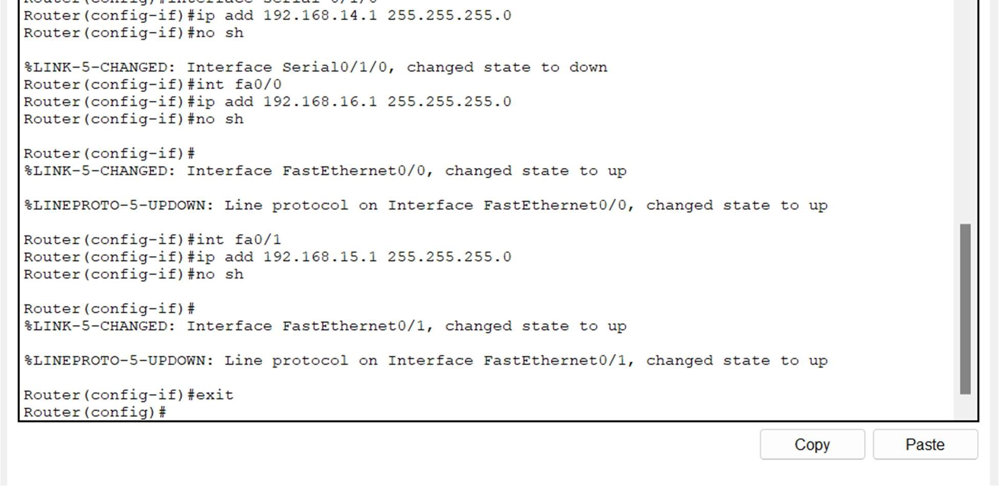 Router(config)#interface Serial 0/1/0
Router(config-if)#ip add 192.168.14.1 255.255.255.0
Router(config-if)#no sh
%LINK-5-CHANGED: Interface Serial0/1/0, changed state to down
Router(config-if)#int fa0/0
Router(config-if)#ip add 192.168.16.1 255.255.255.0
Router(config-if)#no sh
Router(config-if)#
%LINK-5-CHANGED: Interface FastEthernet0/0, changed state to up
%LINEPROTO-5-UPDOWN: Line protocol on Interface FastEthernet0/0, changed state to up
Router(config-if)#int fa0/1
Router(config-if)#ip add 192.168.15.1 255.255.255.0
Router(config-if)#no sh
Router(config-if)#
%LINK-5-CHANGED: Interface FastEthernet0/1, changed state to up
%LINEPROTO-5-UPDOWN: Line protocol on Interface FastEthernet0/1, changed state to up
Router(config-if)#exit
Router(config)#
Copy
Paste